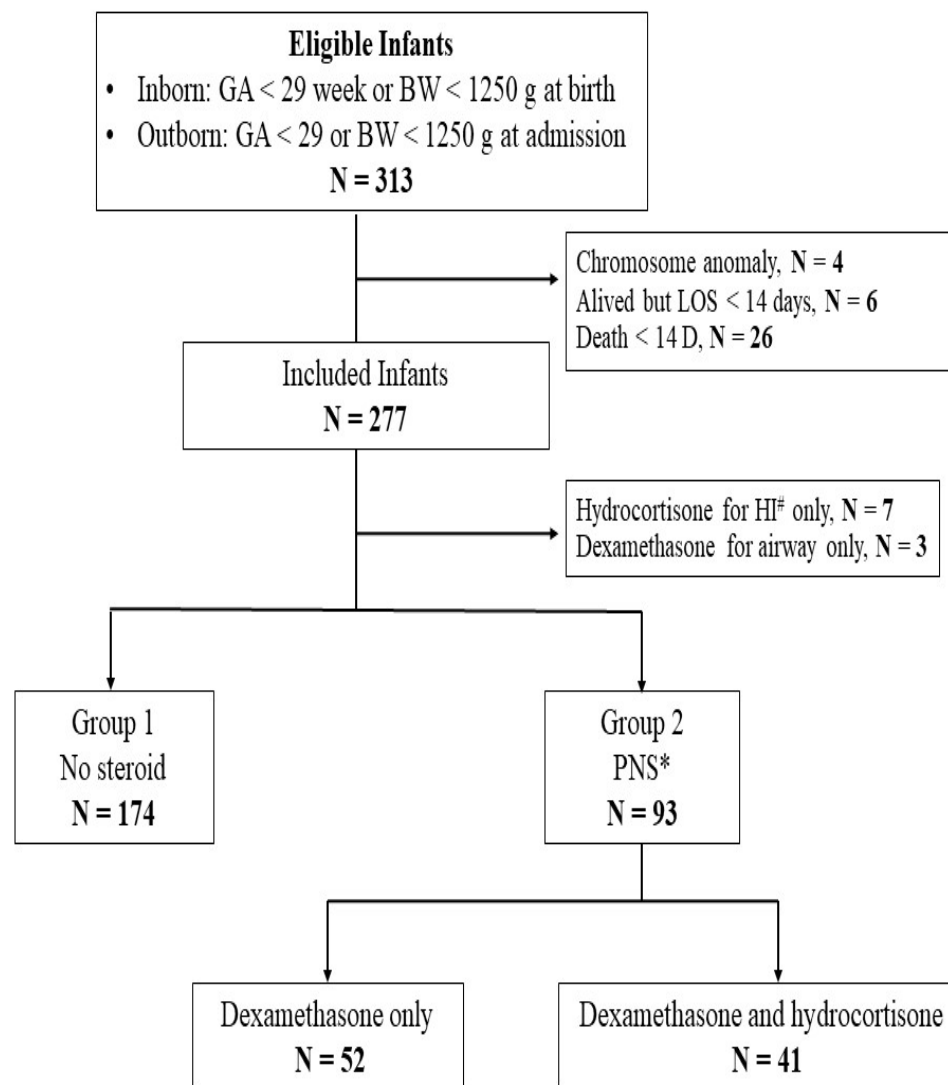 Eligible Infants
• Inborn: GA < 29 week or BW < 1250 g at birth
• Outborn: GA < 29 or BW < 1250 g at admission
N = 313
Chromosome anomaly, N = 4
Alived but LOS < 14 days, N = 6
Death < 14 D, N = 26
Included Infants
N = 277
Hydrocortisone for HI# only, N = 7
Dexamethasone for airway only, N = 3
Group 1
No steroid
N = 174
Group 2
PNS*
N = 93
Dexamethasone only
N = 52
Dexamethasone and hydrocortisone
N = 41